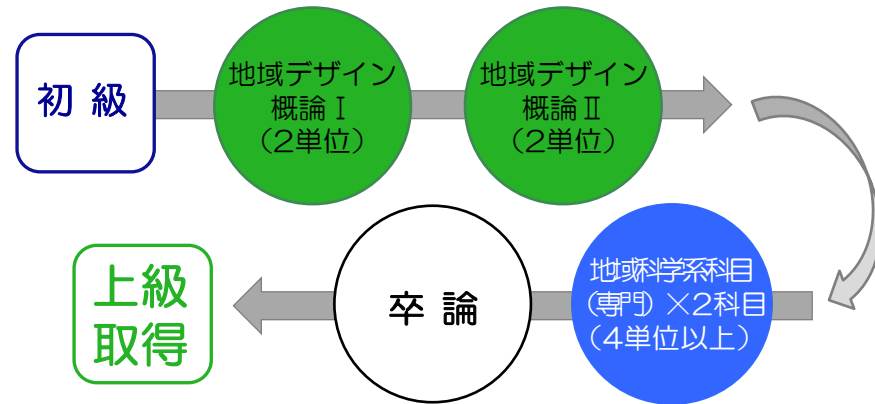 初 級
地域デザイン
概論Ⅰ
(2単位)
地域デザイン
概論Ⅱ
(2単位)
地域科学系科目
(専門)×2科目
(4単位以上)
卒 論
上級
取得